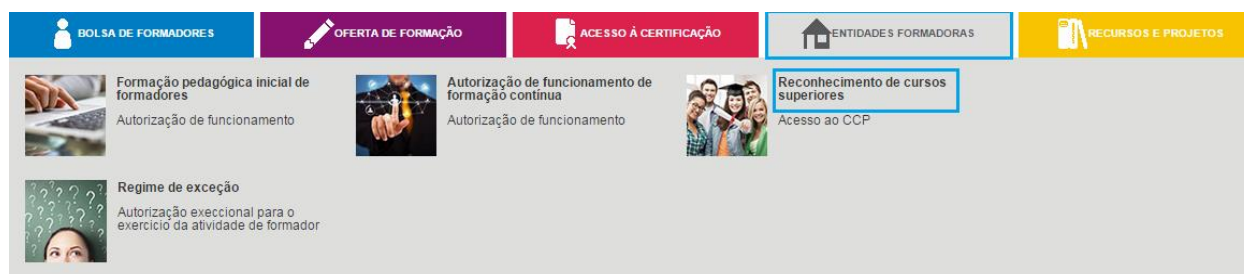 BOLSA DE FORMADORES
OFERTA DE FORMAÇÃO
ACESSO À CERTIFICAÇÃO
ENTIDADES FORMADORAS
RECURSOS E PROJETOS
Formação pedagógica inicial de
formadores
Autorização de funcionamento
Autorização de funcionamento de
formação contínua
Autorização de funcionamento
Reconhecimento de cursos
superiores
Acesso ao CCP
Regime de exceção
Autorização execcional para o
exercicio da atividade de formador